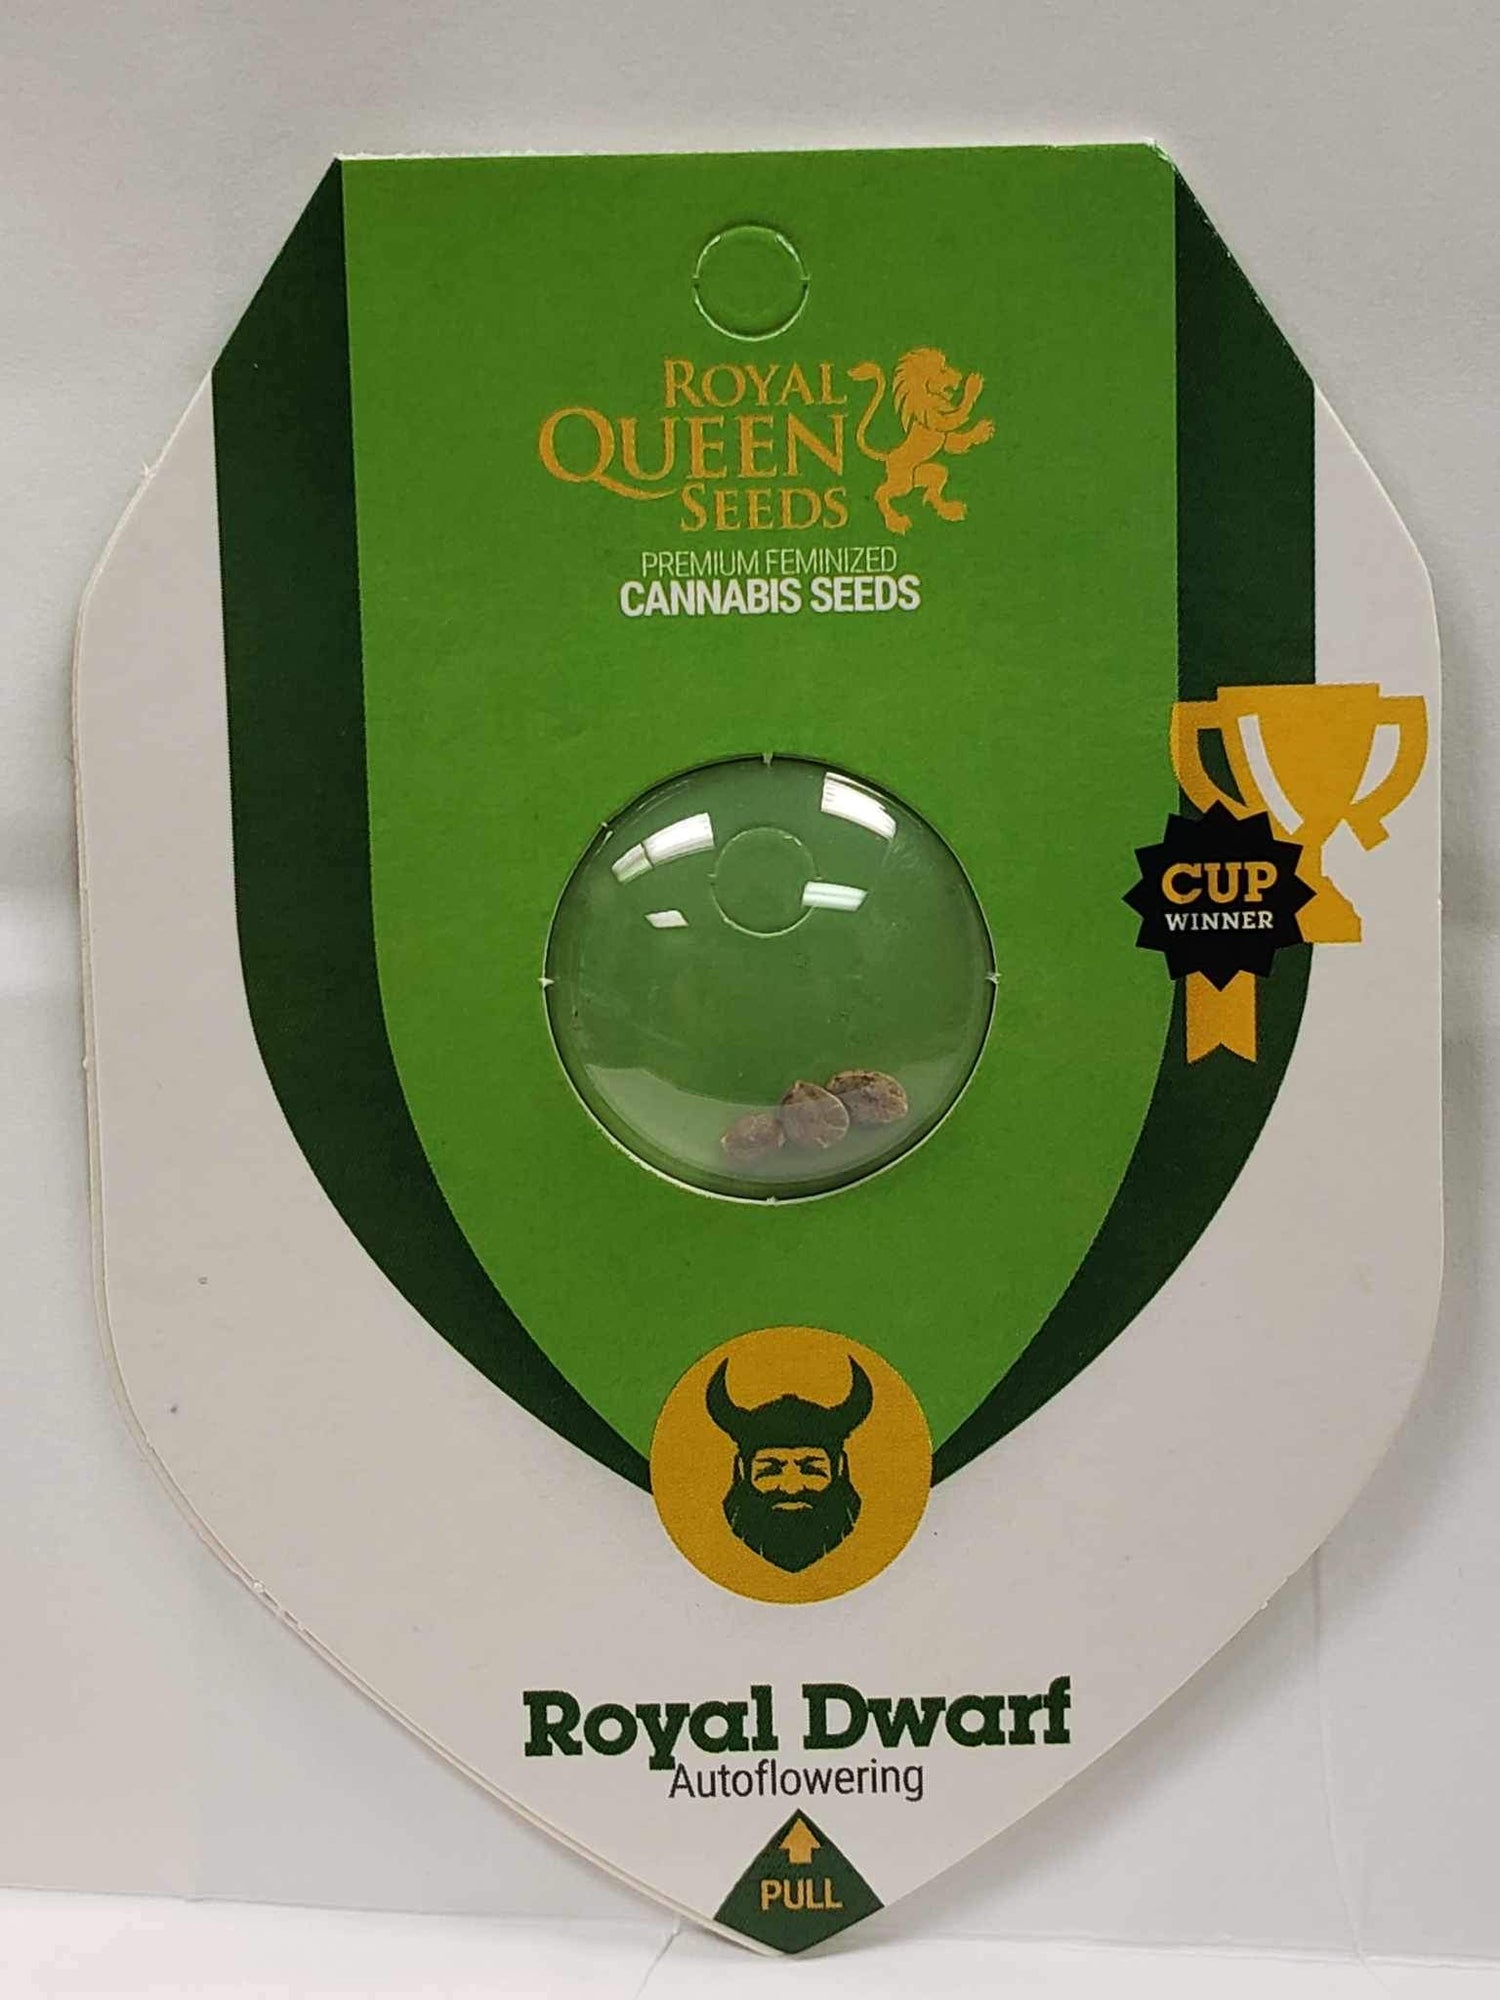 ROYAL
QUEEN
SEEDS
PREMIUM FEMINIZED
CANNABIS SEEDS
CUP
WINNER
Royal Dwarf
Autoflowering
PULL